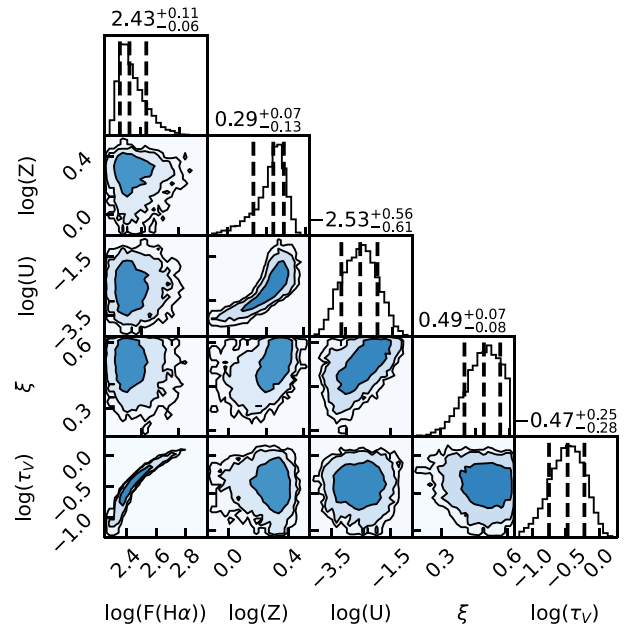 2.43+0.11−0.06
0.29+0.07−0.13
−2.53+0.56−0.61
0.49+0.07−0.08
−0.47+0.25−0.28
log(Z)
0.4
0.0
log(U)
−1.5
−3.5
ξ
0.6
0.3
log(τV)
0.0
−0.5
−1.0
2.4 2.6 2.8 0.0 0.4 −3.5 −1.5 0.3 0.6 −1.0 −0.5 0.0
log(F(Hα)) log(Z) log(U) ξ log(τV)